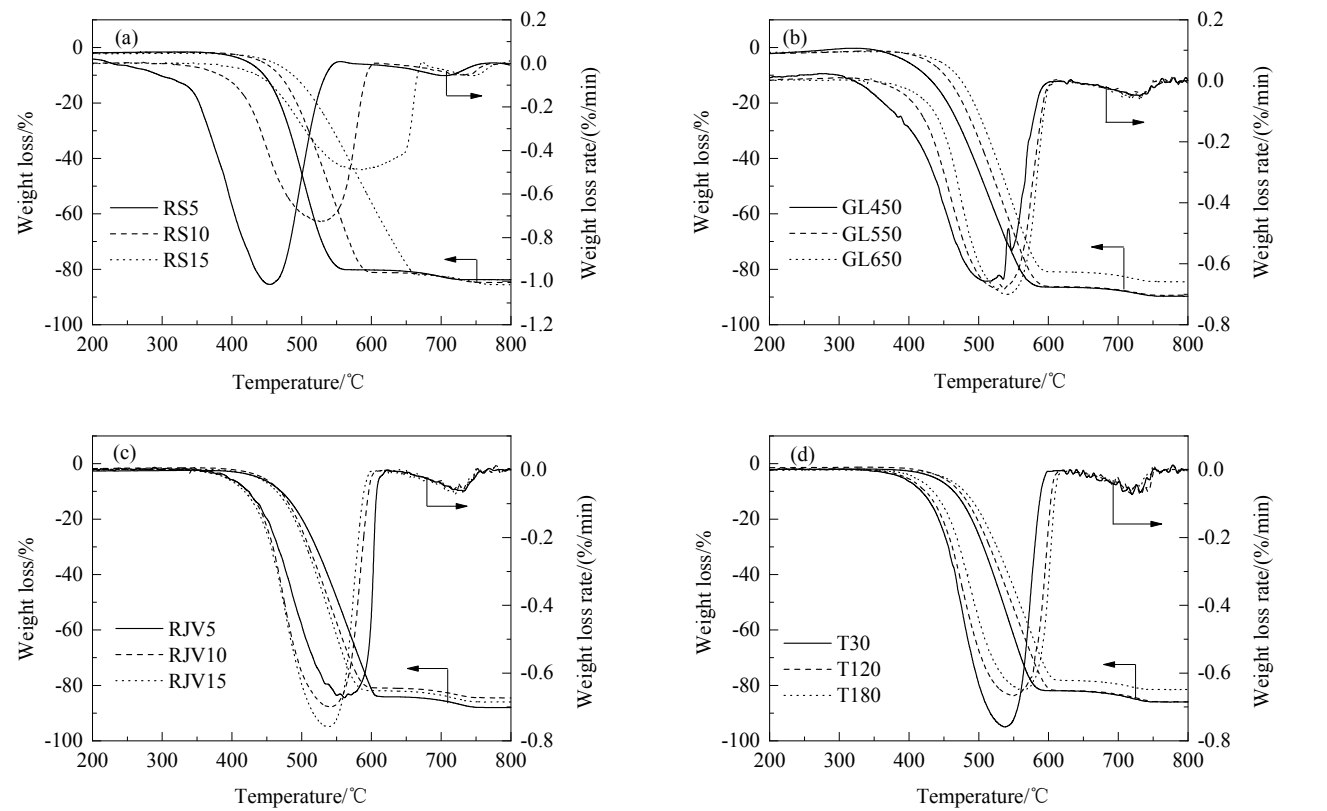 (a)
Weight loss/%
0
-20
-40
-60
-80
-100
0.2
0.0
-0.2
-0.4
-0.6
-0.8
-1.0
-1.2
Weight loss rate/(%/min)
RS5
RS10
RS15
200 300 400 500 600 700 800
Temperature/℃
(b)
Weight loss/%
0
-20
-40
-60
-80
-100
0.2
0.0
-0.2
-0.4
-0.6
-0.8
Weight loss rate/(%/min)
GL450
GL550
GL650
200 300 400 500 600 700 800
Temperature/℃
(c)
Weight loss/%
0
-20
-40
-60
-80
-100
0.0
-0.2
-0.4
-0.6
-0.8
Weight loss rate/(%/min)
RJV5
RJV10
RJV15
200 300 400 500 600 700 800
Temperature/℃
(d)
Weight loss/%
0
-20
-40
-60
-80
-100
0.0
-0.2
-0.4
-0.6
-0.8
Weight loss rate/(%/min)
T30
T120
T180
200 300 400 500 600 700 800
Temperature/℃